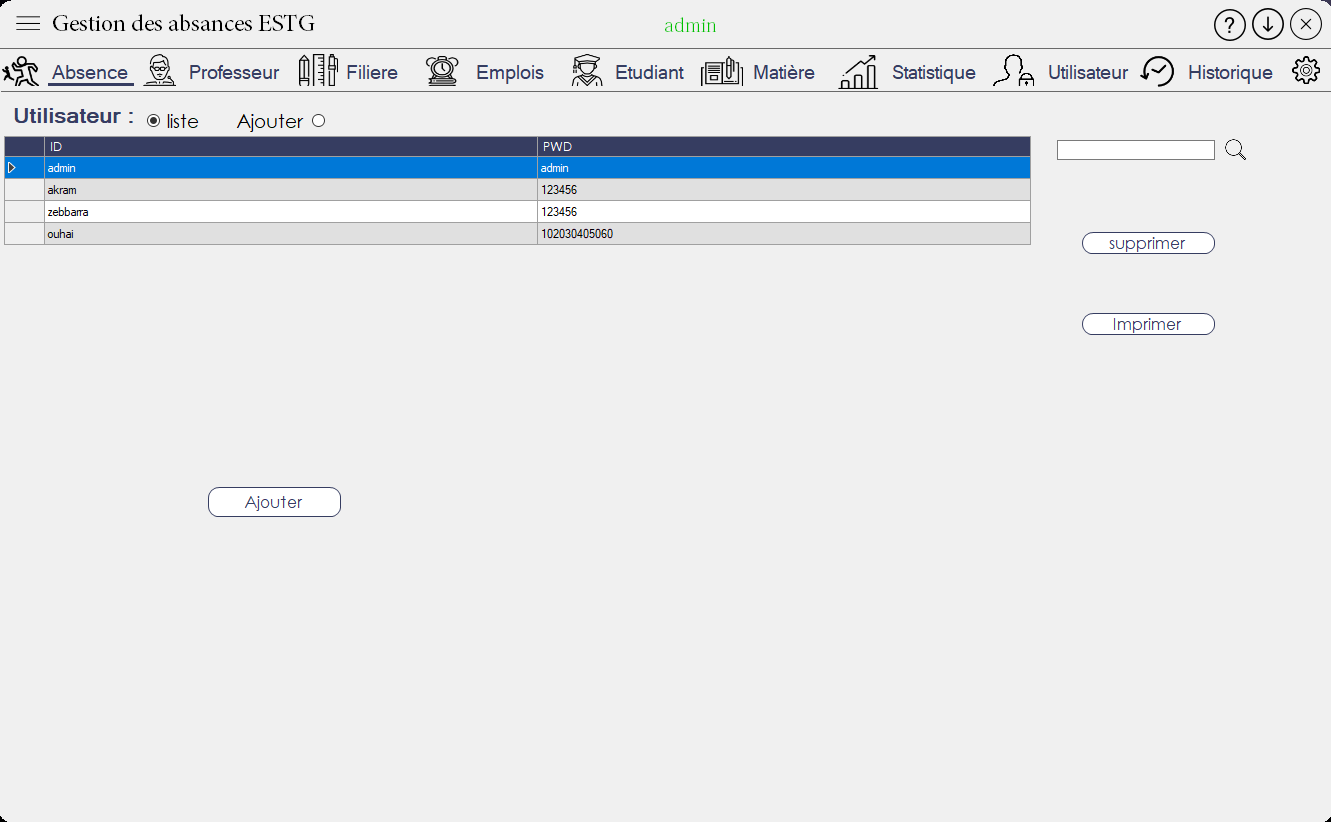 Gestion des absances ESTG
admin
?
Absence Professeur Filiere Emplois Etudiant Matière Statistique Utilisateur Historique
Utilisateur : liste Ajouter
ID PWD
admin admin
akram 123456
zebbarra 123456
ouhai 102030405060
supprimer
Imprimer
Ajouter